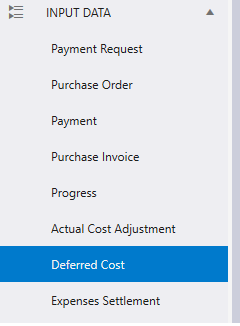 INPUT DATA
Payment Request
Purchase Order
Payment
Purchase Invoice
Progress
Actual Cost Adjustment
Deferred Cost
Expenses Settlement